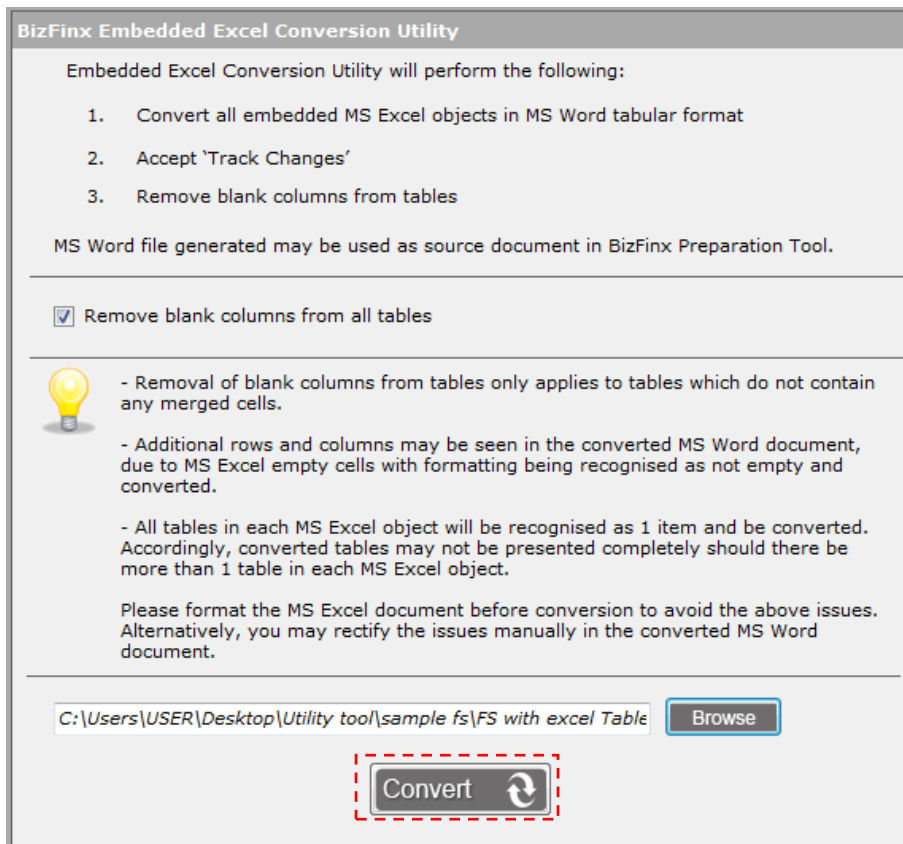 BizFinx Embedded Excel Conversion Utility
Embedded Excel Conversion Utility will perform the following:
1. Convert all embedded MS Excel objects in MS Word tabular format
2. Accept ‘Track Changes’
3. Remove blank columns from tables
MS Word file generated may be used as source document in BizFinx Preparation Tool.
Remove blank columns from all tables
- Removal of blank columns from tables only applies to tables which do not contain
any merged cells.
- Additional rows and columns may be seen in the converted MS Word document,
due to MS Excel empty cells with formatting being recognised as not empty and
converted.
- All tables in each MS Excel object will be recognised as 1 item and be converted.
Accordingly, converted tables may not be presented completely should there be
more than 1 table in each MS Excel object.
Please format the MS Excel document before conversion to avoid the above issues.
Alternatively, you may rectify the issues manually in the converted MS Word
document.
C:\Users\USER\Desktop\Utility tool\sample fs\FS with excel Table Browse
Convert